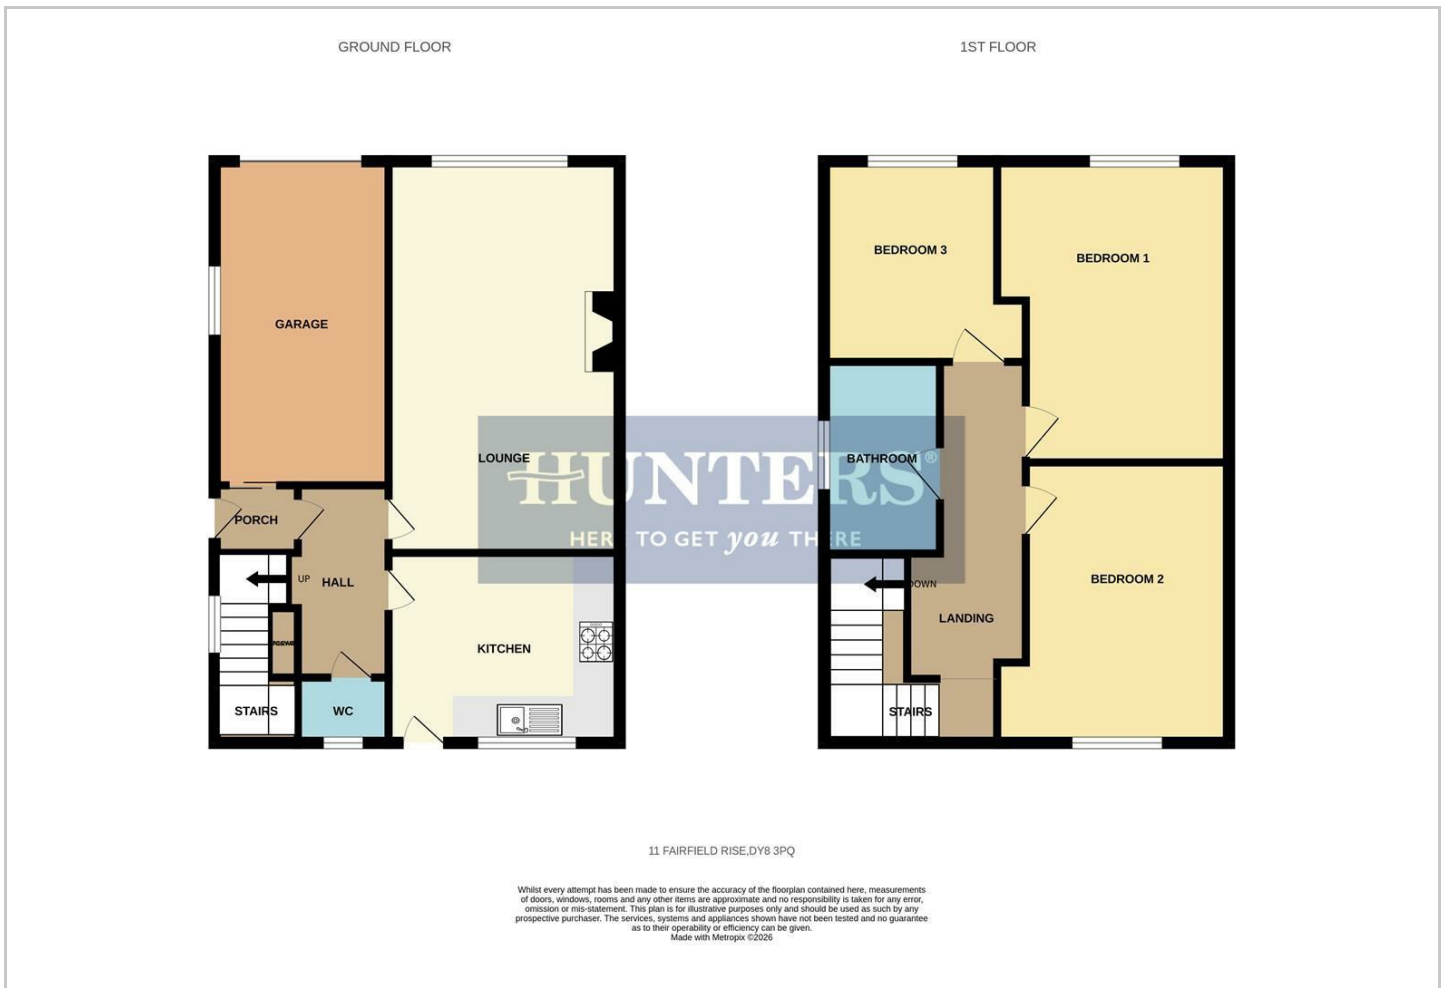 GROUND FLOOR
1ST FLOOR
GARAGE
LOUNGE
PORCH
UP
HALL
KITCHEN
STAIRS
WC
BEDROOM 3
BEDROOM 1
BATHROOM
BEDROOM 2
DOWN
LANDING
STAIRS
HUNTERS®
HERE TO GET you THERE
11 FAIRFIELD RISE,DY8 3PQ
Whilst every attempt has been made to ensure the accuracy of the floorplan contained here, measurements
of doors, windows, rooms and any other items are approximate and no responsibility is taken for any error,
omission or mis-statement. This plan is for illustrative purposes only and should be used as such by any
prospective purchaser. The services, systems and appliances shown have not been tested and no guarantee
as to their operability or efficiency can be given.
Made with Metropix ©2026